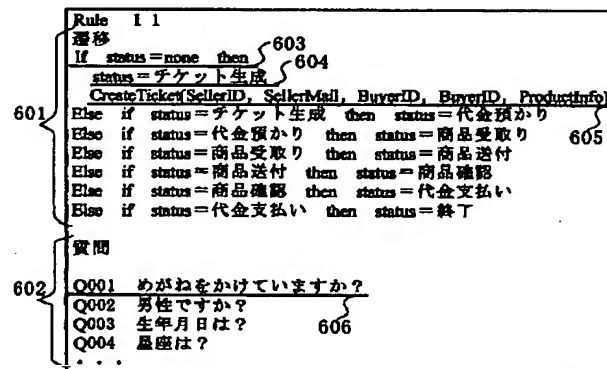 Rule I 1
遷移
If status=none then
603
604
status=チケット生成
CreateTicket(SellerID, SellerMail, BuyerID, BuyerID, ProductInfo)
601
605
Else if status=チケット生成 then status=代金預かり
Else if status=代金預かり then status=商品受取り
Else if status=商品受取り then status=商品送付
Else if status=商品送付 then status=商品確認
Else if status=商品確認 then status=代金支払い
Else if status=代金支払い then status=終了
質問
602
Q001 めがねをかけていますか?
Q002 男性ですか?
606
Q003 生年月日は?
Q004 星座は?
・・・